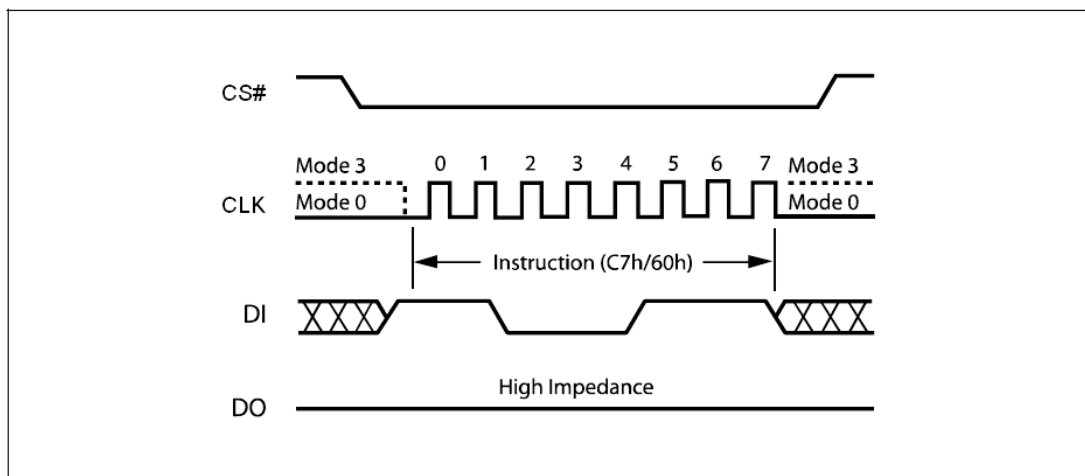 CS#
Mode 3 0 1 2 3 4 5 6 7 Mode 3
CLK Mode 0 Mode 0
Instruction (C7h/60h)
DI
High Impedance
DO